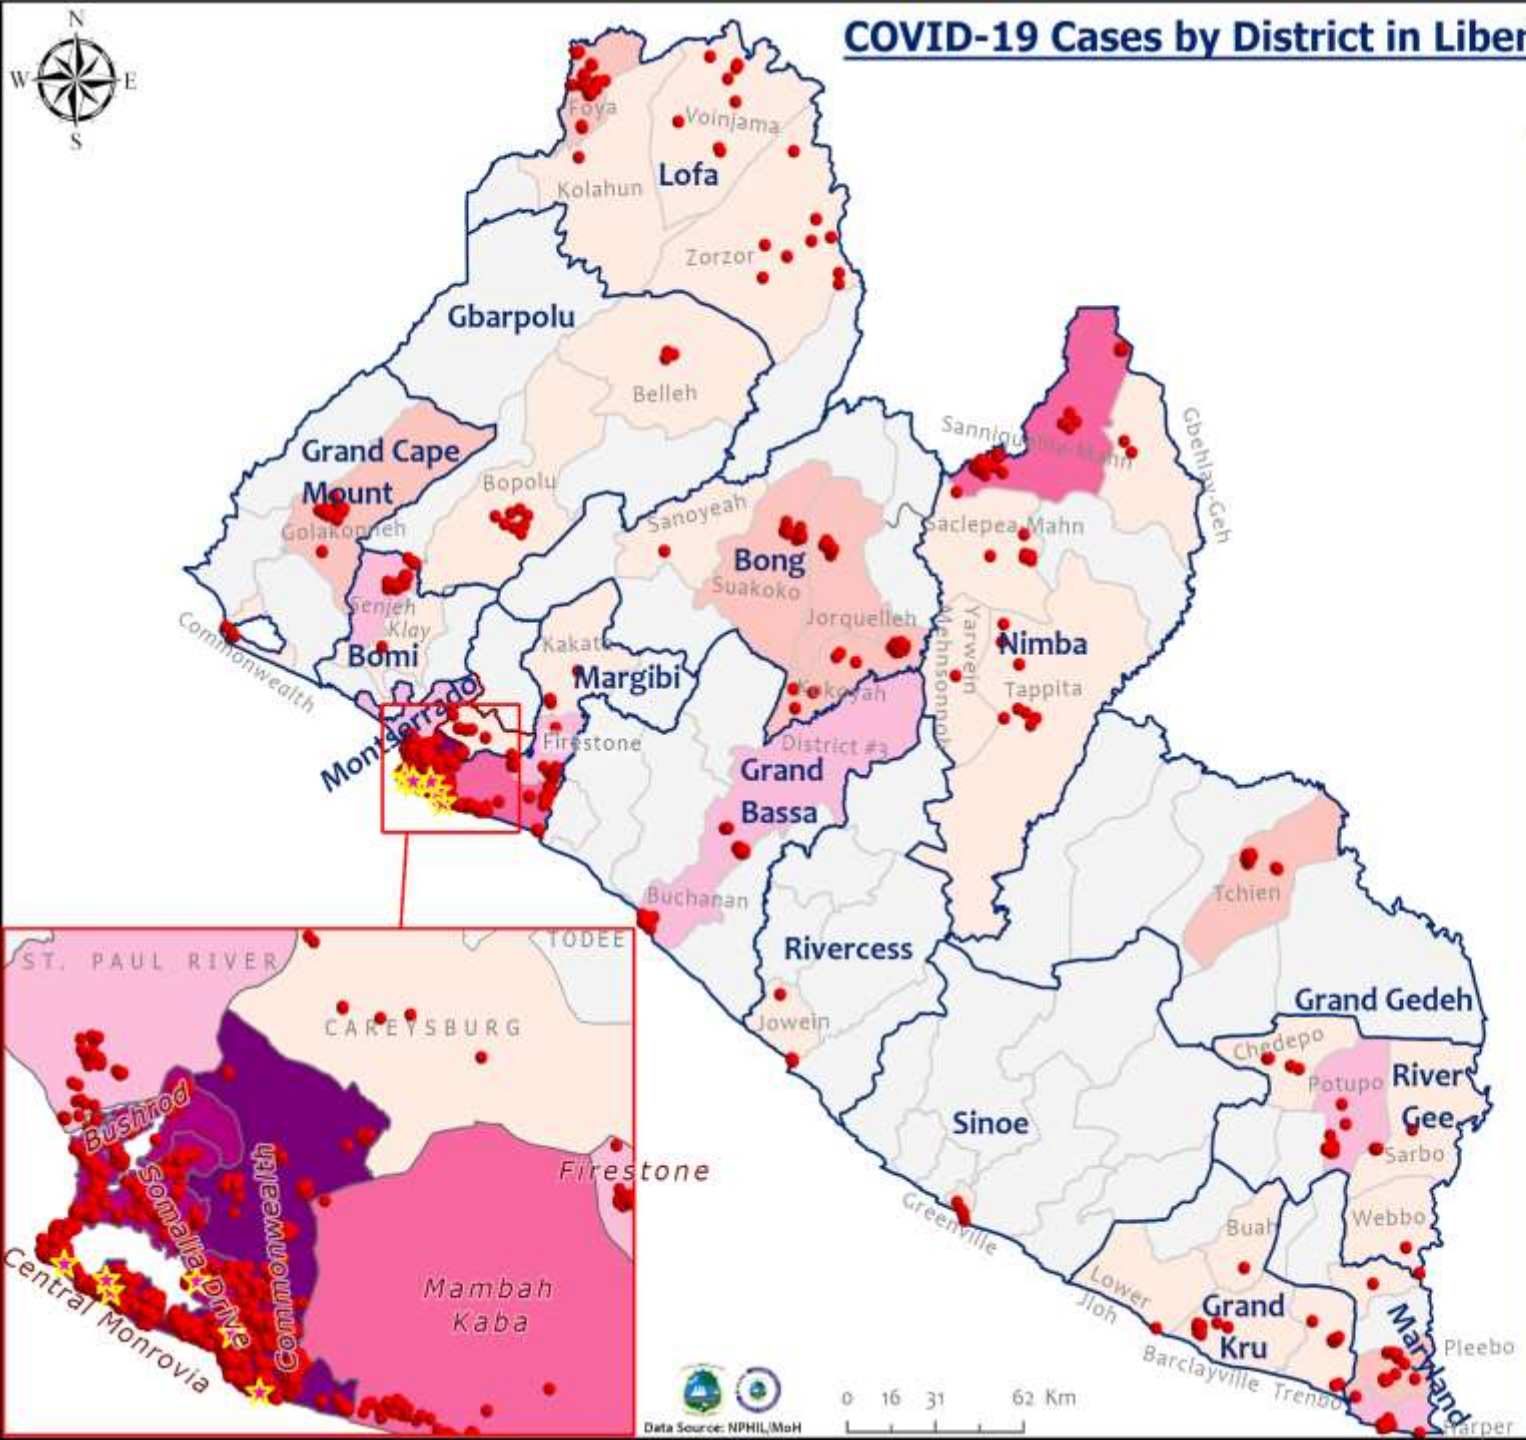 COVID-19 Cases by District in Liber
N
W
E
S
Foya
Voinjama
Lofa
Kolahun
Zorzor
Gbarpolu
Belleh
Grand Cape
Mount
Golakonneh
Bopolu
Sanoyeah
Sanniquellie-Mahn
Gbehlay-Geh
Saclepea Mahn
Bong
Suakoko
Jorquelleh
Senjeh
Klay
Bomi
Commonwealth
Kakata
Margibi
Kokoyah
Mehnsonnoh
Yarwein
Nimba
Tappita
Montserrado
Firestone
District #3
Grand
Bassa
Buchanan
Tchien
Rivercess
Jowein
Grand Gedeh
Chedepo
Potupo
River
Gee
Sarbo
Sinoe
Greenville
Webbo
Buah
Lower
Jloh
Grand
Kru
Barclayville
Trenbo
Maryland
Pleebo
Harper
ST. PAUL RIVER
TODEE
CAREYSBURG
Bushrod
Somalia Drive
Commonwealth
Central Monrovia
Firestone
Mambah
Kaba
Data Source: NPHIL/MoH
0 16 31 62 Km